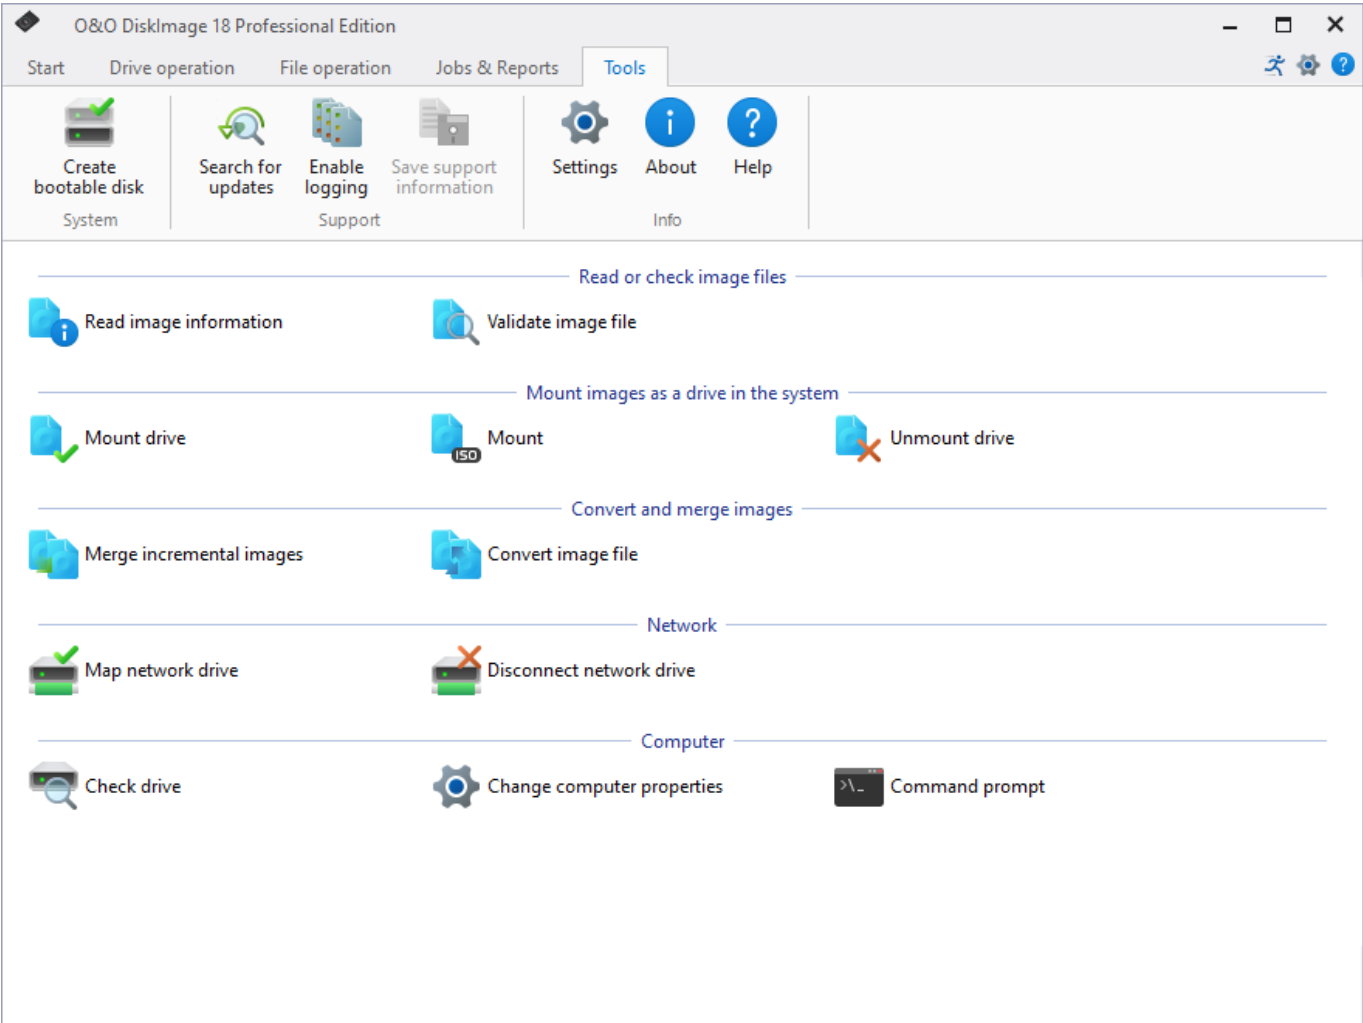 O&O DiskImage 18 Professional Edition
Start Drive operation File operation Jobs & Reports Tools
Create
bootable disk
System
Search for
updates
Enable
logging
Save support
information
Support
Settings
About
Help
Info
Read or check image files
Read image information
Validate image file
Mount images as a drive in the system
Mount drive
ISO
Mount
Unmount drive
Convert and merge images
Merge incremental images
Convert image file
Network
Map network drive
Disconnect network drive
Computer
Check drive
Change computer properties
>\_
Command prompt